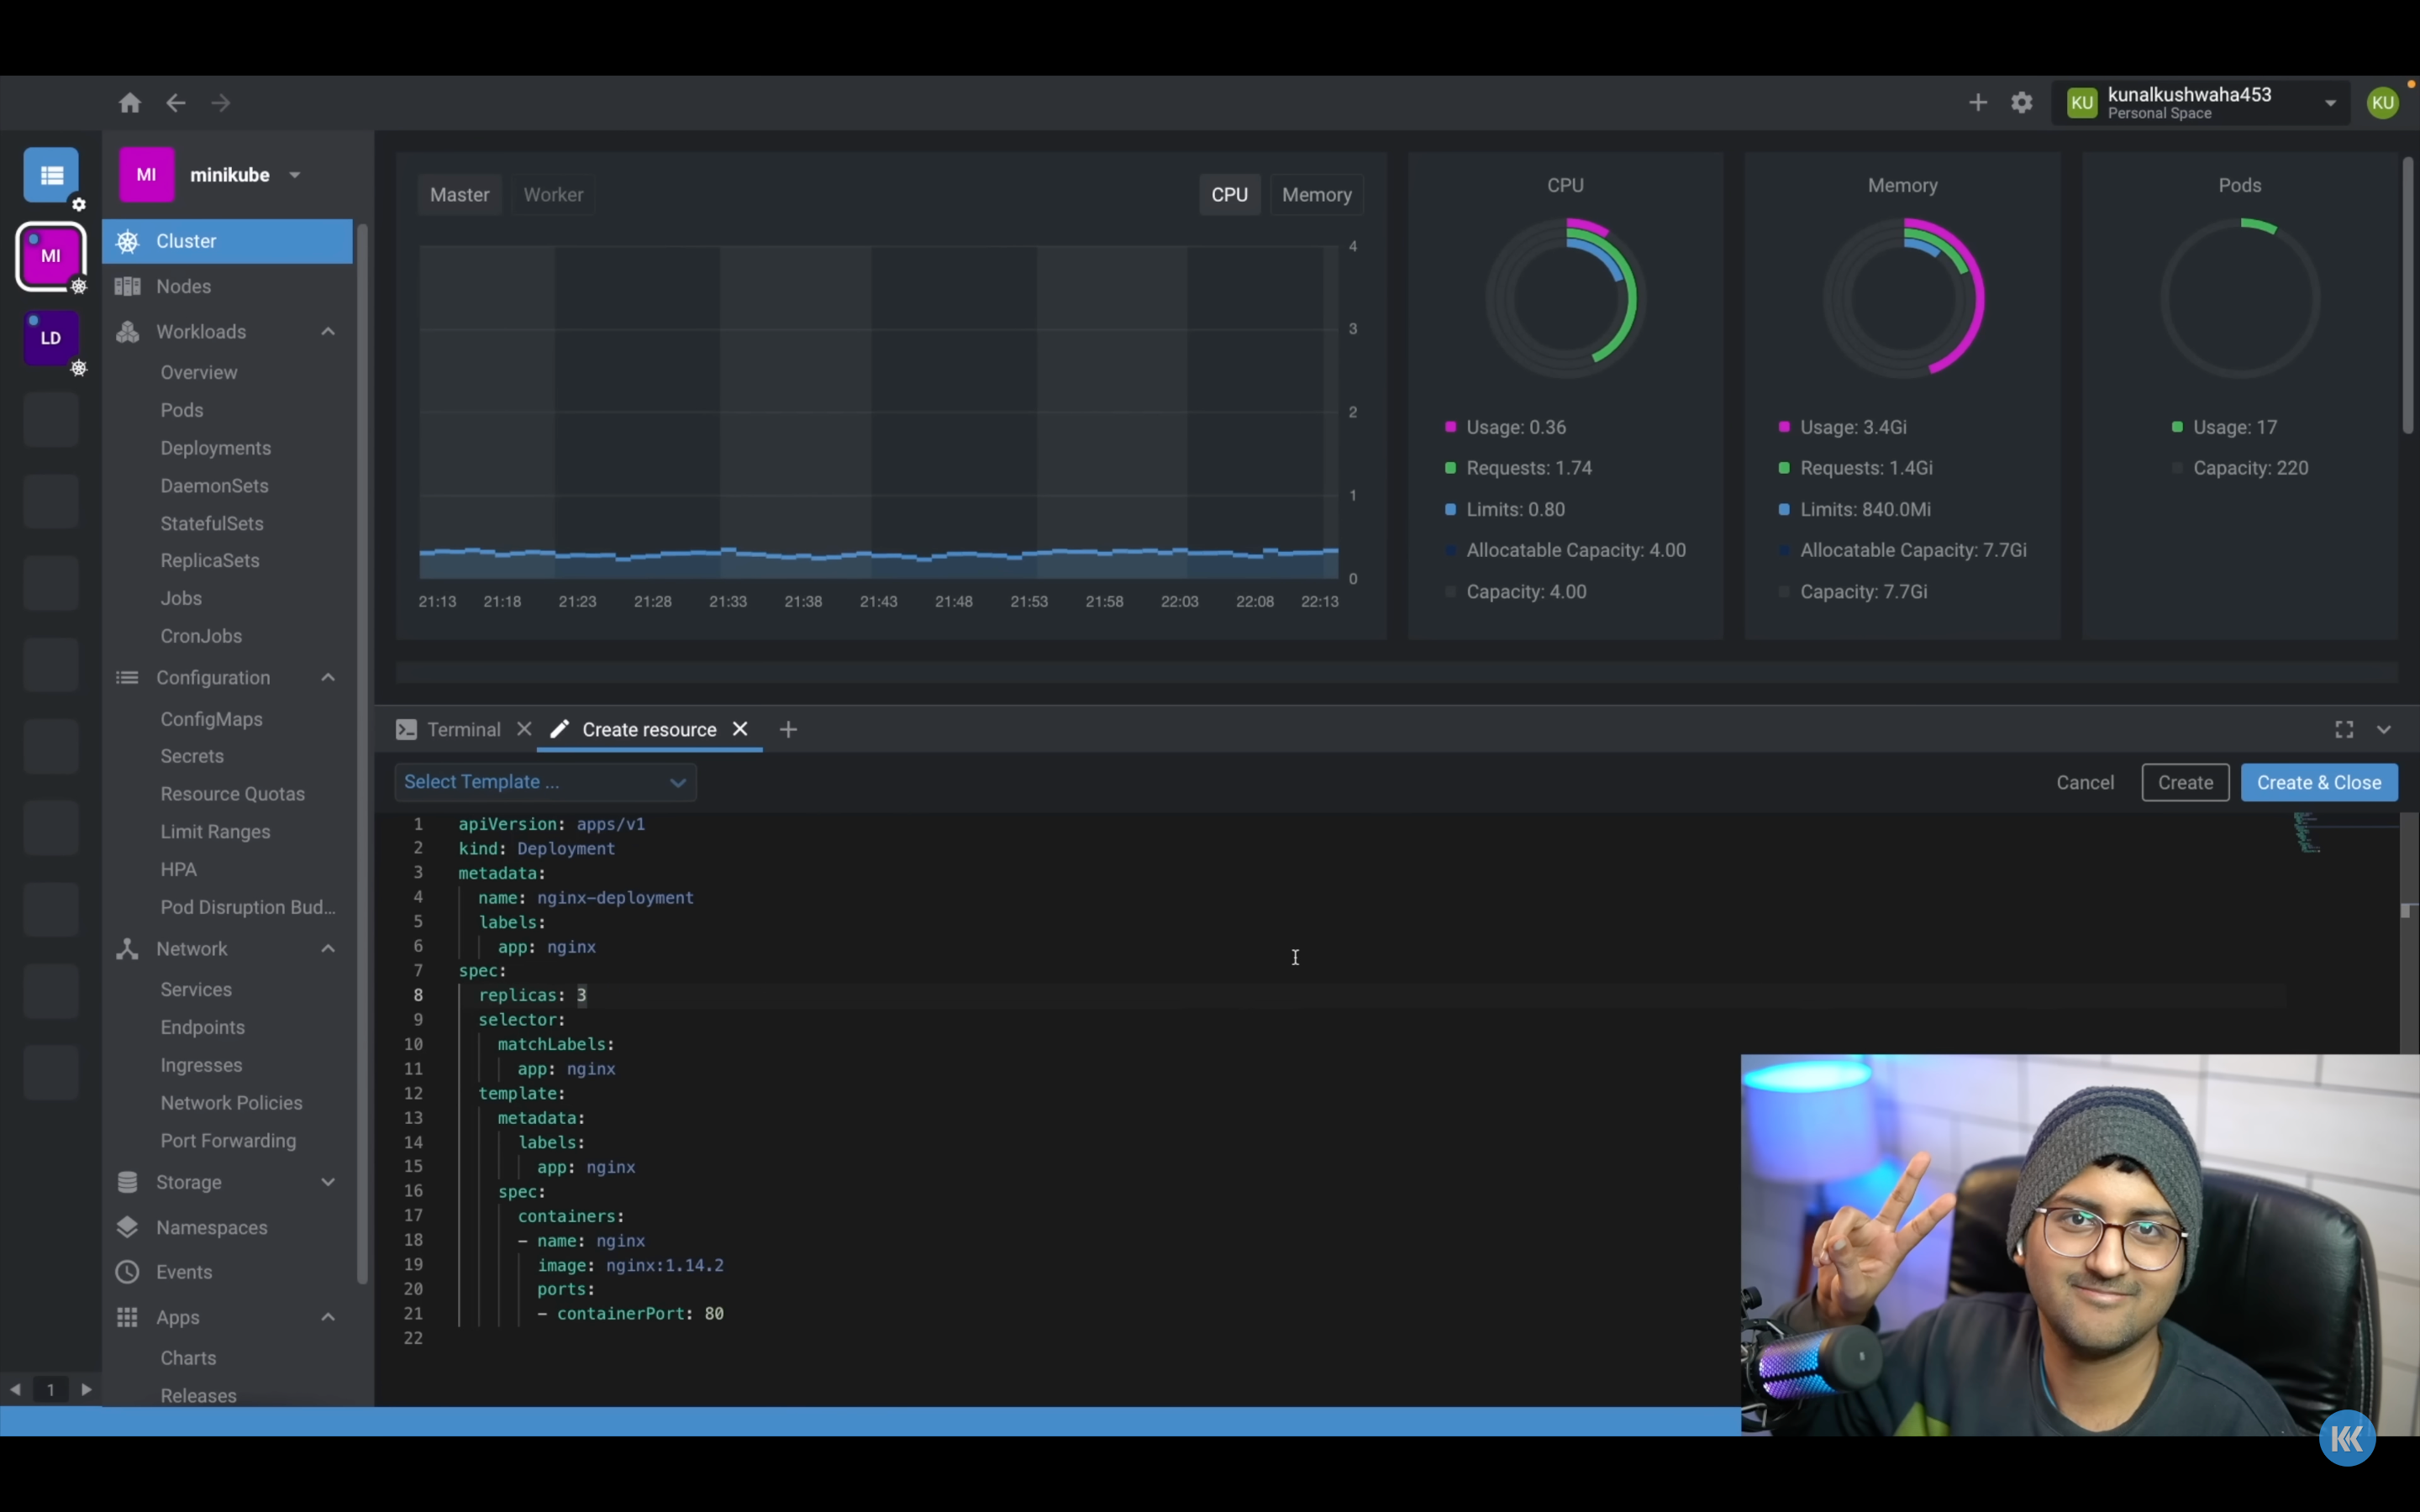 kunalkushwaha453
Personal Space
KU
KU
MI
LD
1
MI minikube
Cluster
Nodes
Workloads
Overview
Pods
Deployments
DaemonSets
StatefulSets
ReplicaSets
Jobs
CronJobs
Configuration
ConfigMaps
Secrets
Resource Quotas
Limit Ranges
HPA
Pod Disruption Bud...
Network
Services
Endpoints
Ingresses
Network Policies
Port Forwarding
Storage
Namespaces
Events
Apps
Charts
Releases
Master Worker CPU Memory
4
3
2
1
0
21:13 21:18 21:23 21:28 21:33 21:38 21:43 21:48 21:53 21:58 22:03 22:08 22:13
CPU
Usage: 0.36
Requests: 1.74
Limits: 0.80
Allocatable Capacity: 4.00
Capacity: 4.00
Memory
Usage: 3.4Gi
Requests: 1.4Gi
Limits: 840.0Mi
Allocatable Capacity: 7.7Gi
Capacity: 7.7Gi
Pods
Usage: 17
Capacity: 220
Terminal Create resource
Select Template ... Cancel Create Create & Close
1 apiVersion: apps/v1
2 kind: Deployment
3 metadata:
4 name: nginx-deployment
5 labels:
6 app: nginx
7 spec:
8 replicas: 3
9 selector:
10 matchLabels:
11 app: nginx
12 template:
13 metadata:
14 labels:
15 app: nginx
16 spec:
17 containers:
18 - name: nginx
19 image: nginx:1.14.2
20 ports:
21 - containerPort: 80
22
KK